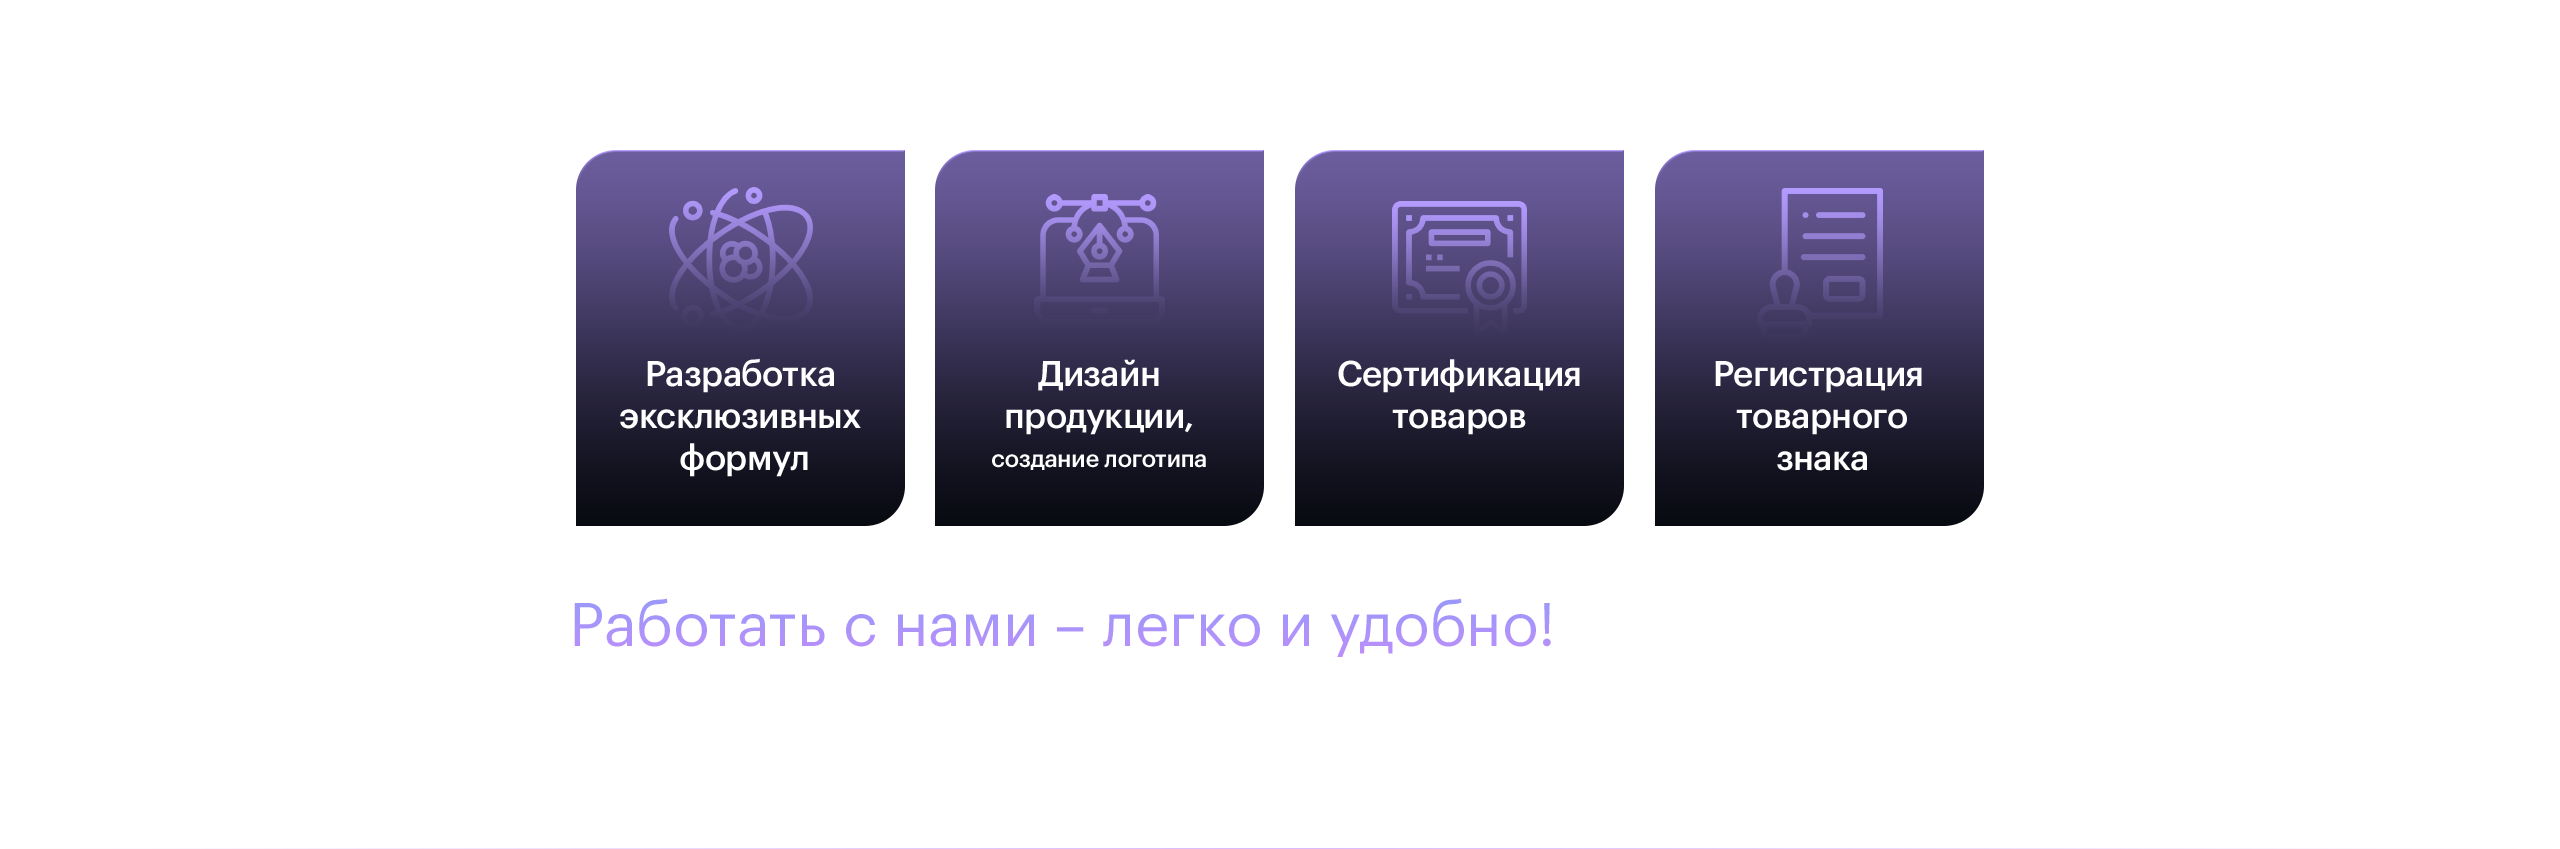 Разработка
эксклюзивных
формул
Дизайн
продукции,
создание логотипа
Сертификация
товаров
Регистрация
товарного
знака
Работать с нами – легко и удобно!